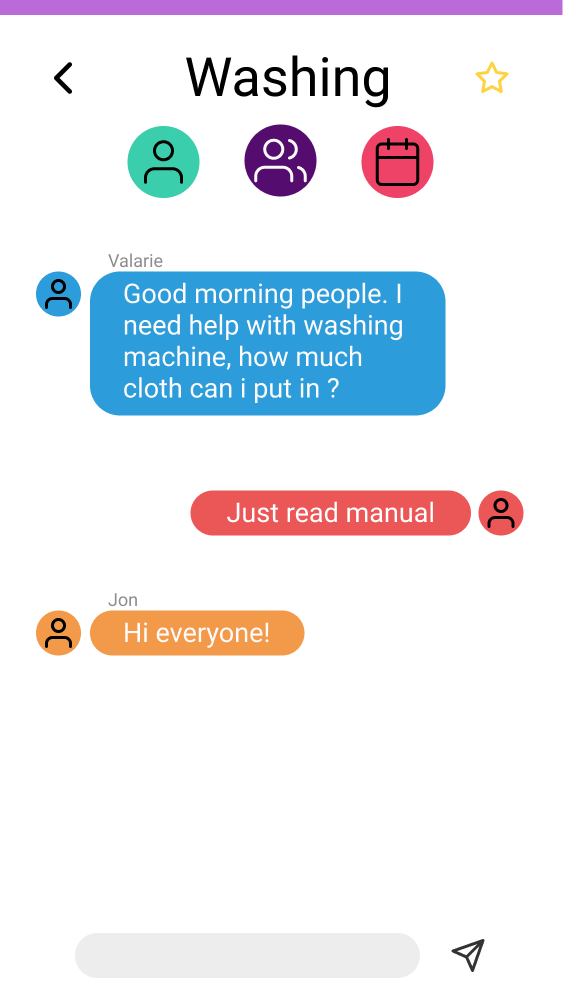 Washing
Valarie
Good morning people. I
need help with washing
machine, how much
cloth can i put in ?
Just read manual
Jon
Hi everyone!